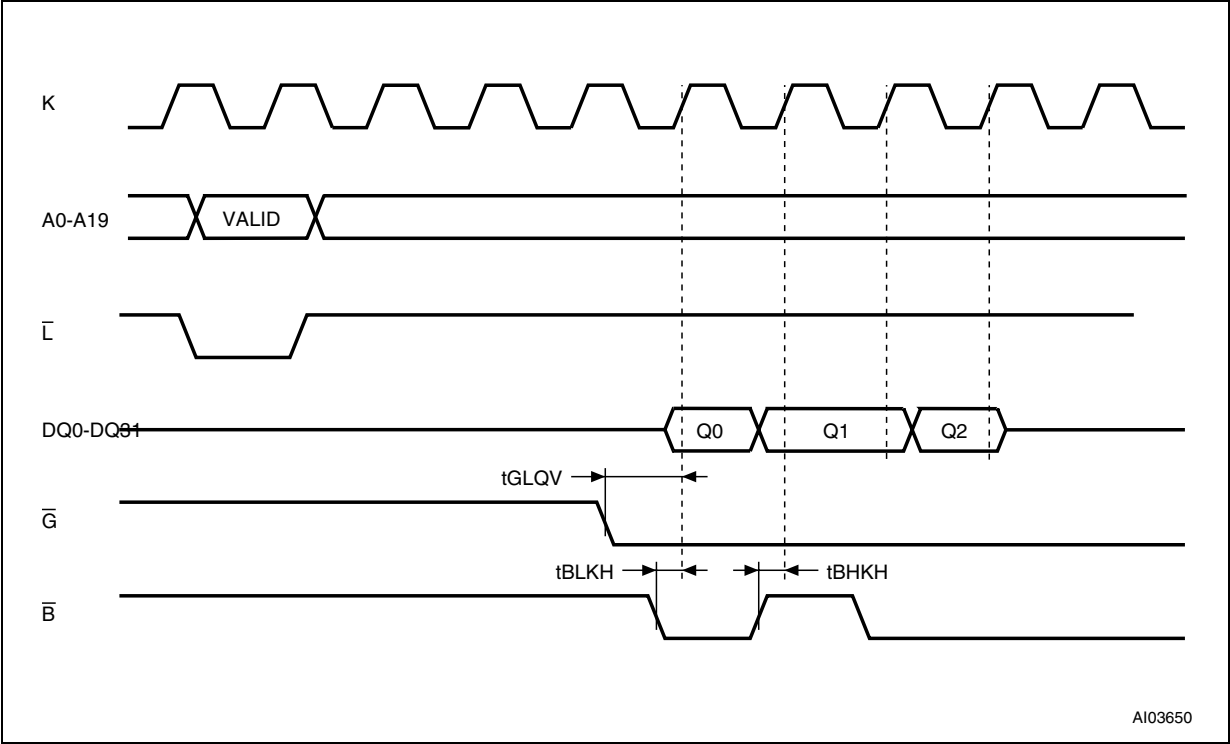 K
A0-A19
VALID
L̅
DQ0-DQ31
Q0
Q1
Q2
tGLQV
G̅
tBLKH
tBHKH
B̅
AI03650